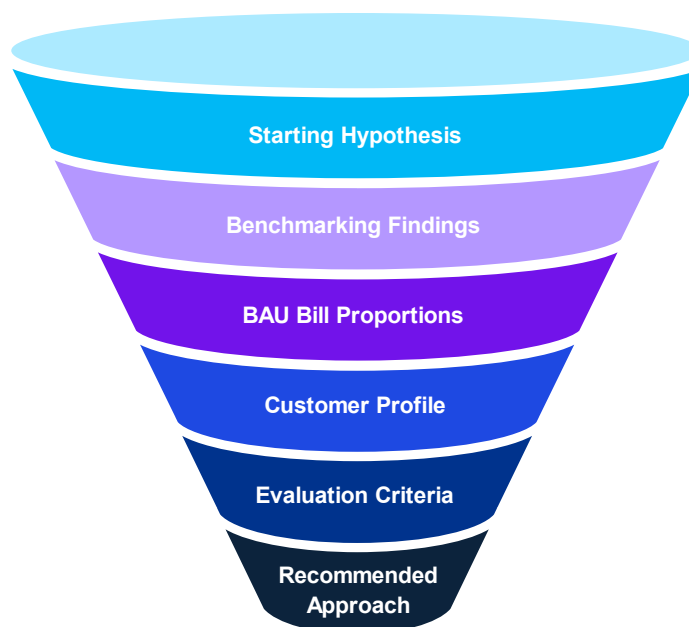 Starting Hypothesis
Benchmarking Findings
BAU Bill Proportions
Customer Profile
Evaluation Criteria
Recommended
Approach